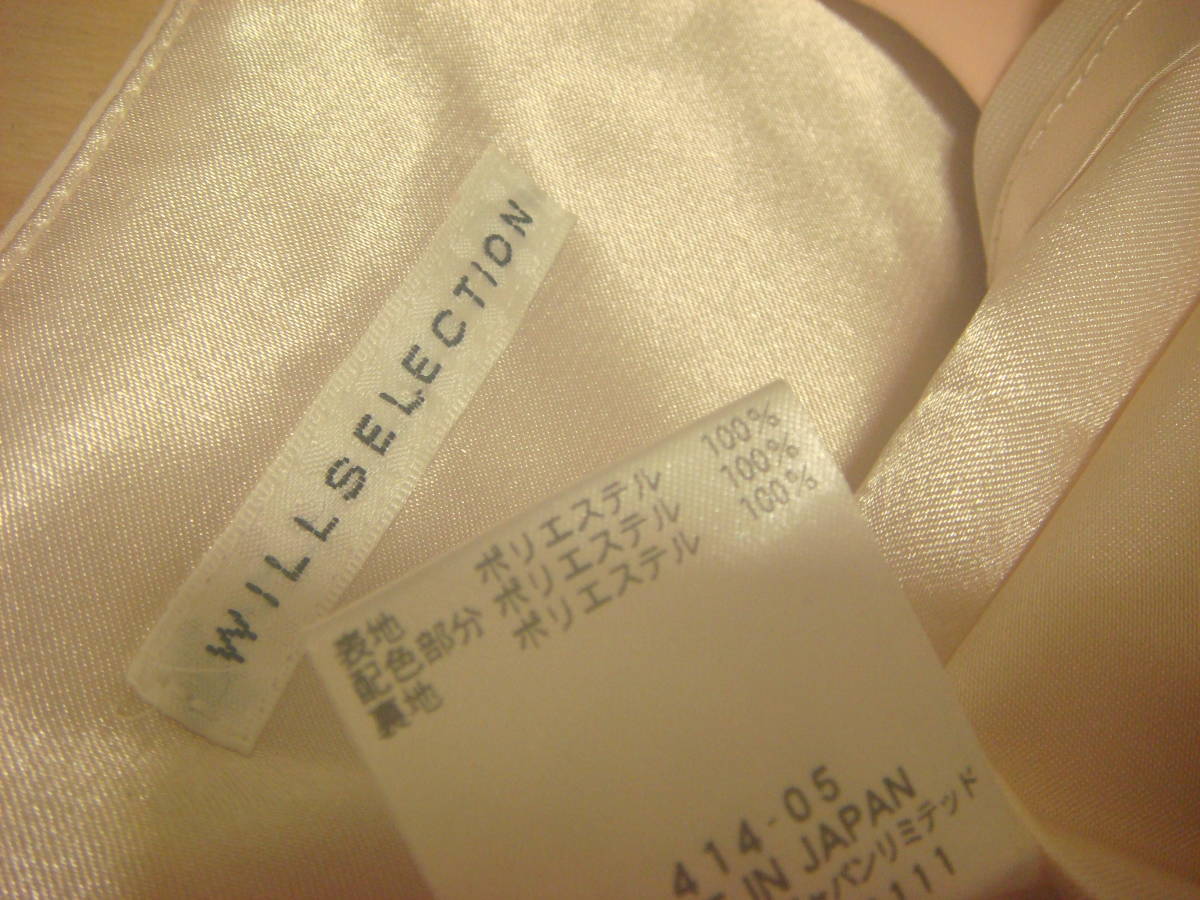 WILLSELECTION
表地 ポリエステル 100%
配色部分 ポリエステル 100%
裏地 ポリエステル 100%
414-05
IN JAPAN
パンリミテッド
111